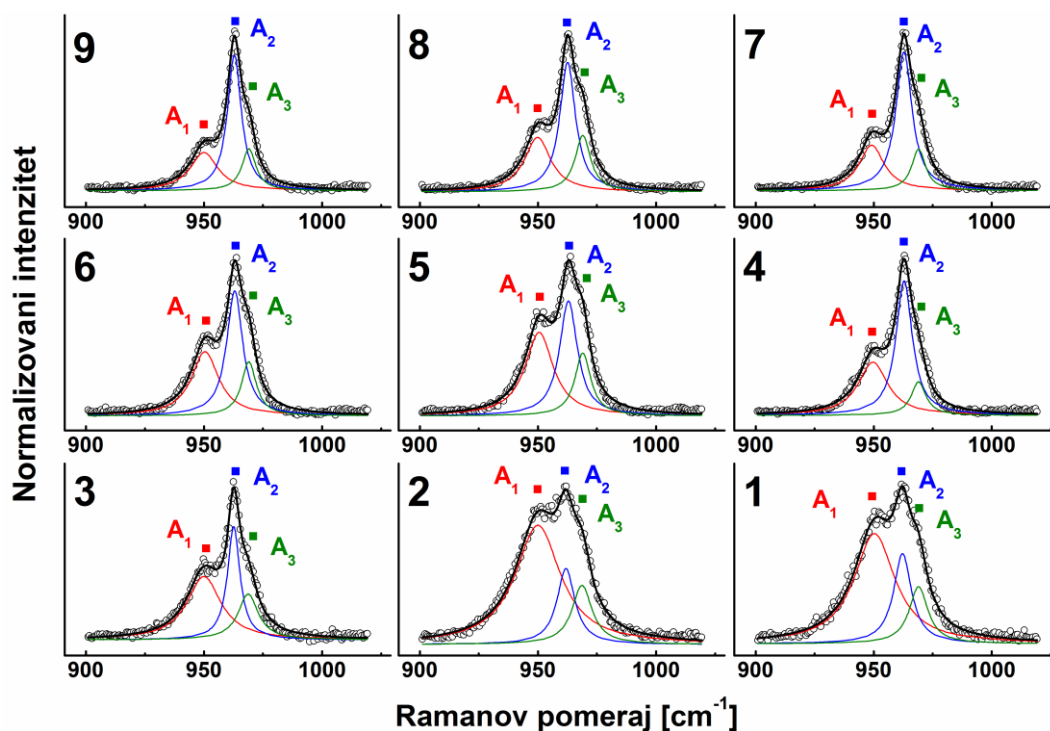 Normalizovani intenzitet
9 A₁ A₂ A₃
900 950 1000
8 A₁ A₂ A₃
900 950 1000
7 A₁ A₂ A₃
900 950 1000
6 A₁ A₂ A₃
900 950 1000
5 A₁ A₂ A₃
900 950 1000
4 A₁ A₂ A₃
900 950 1000
3 A₁ A₂ A₃
900 950 1000
2 A₁ A₂ A₃
900 950 1000
1 A₁ A₂ A₃
900 950 1000
Ramanov pomeraj [cm⁻¹]